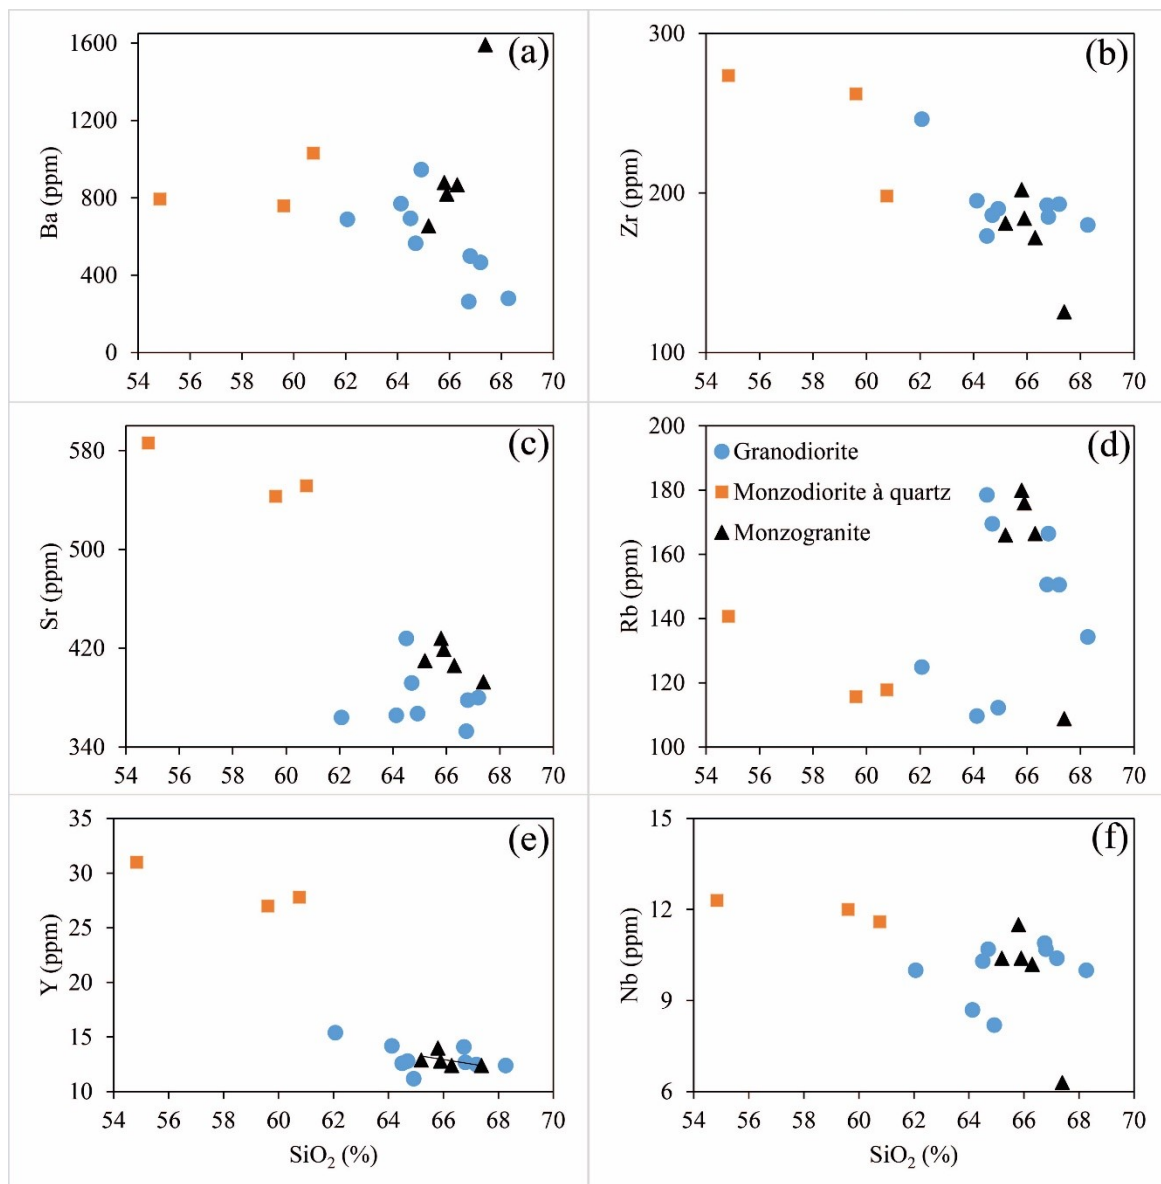 (a)
1600
1200
800
400
0
Ba (ppm)
54 56 58 60 62 64 66 68 70
(b)
300
200
100
Zr (ppm)
54 56 58 60 62 64 66 68 70
(c)
580
500
420
340
Sr (ppm)
54 56 58 60 62 64 66 68 70
(d)
200
180
160
140
120
100
Rb (ppm)
Granodiorite
Monzodiorite à quartz
Monzogranite
54 56 58 60 62 64 66 68 70
(e)
35
30
25
20
15
10
Y (ppm)
54 56 58 60 62 64 66 68 70
SiO₂ (%)
(f)
15
12
9
6
Nb (ppm)
54 56 58 60 62 64 66 68 70
SiO₂ (%)